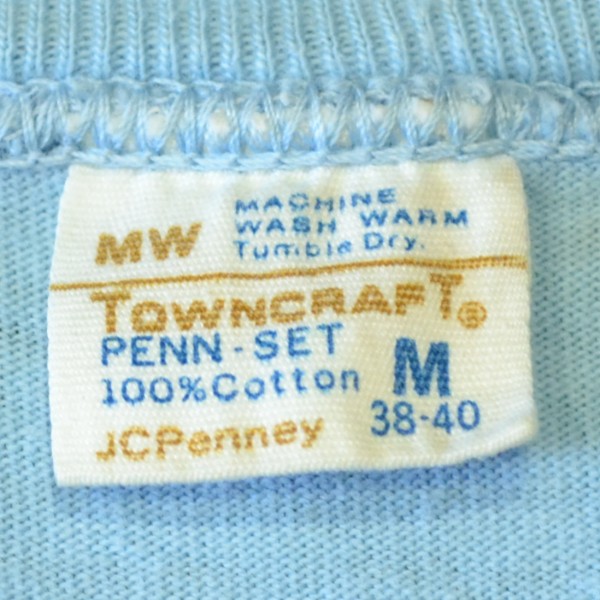 MW
MACHINE
WASH WARM
Tumble Dry.
TOWNCRAFT®
PENN-SET
100% Cotton
M
38-40
JCPenney